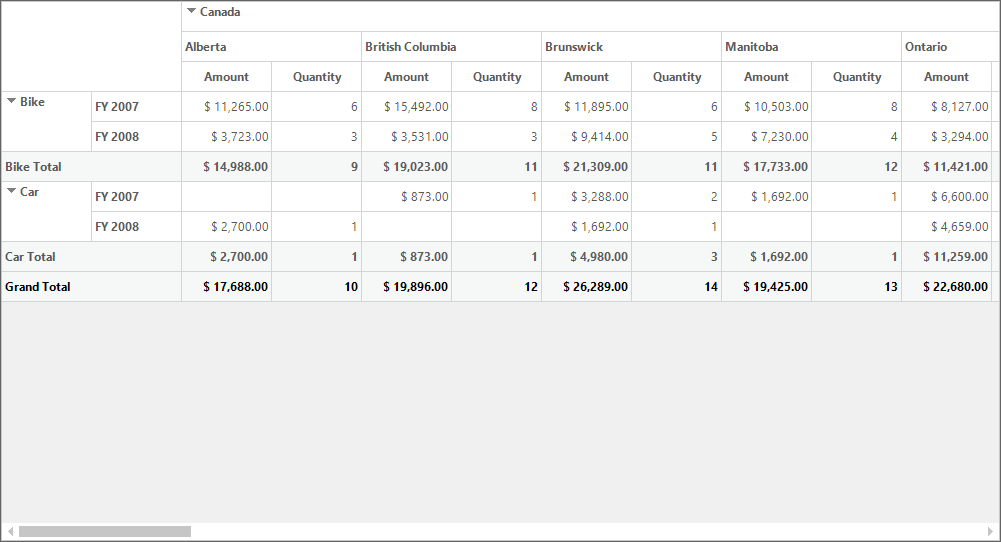 Canada
Alberta British Columbia Brunswick Manitoba Ontario
Amount Quantity Amount Quantity Amount Quantity Amount Quantity Amount
Bike FY 2007 $ 11,265.00 6 $ 15,492.00 8 $ 11,895.00 6 $ 10,503.00 8 $ 8,127.00
FY 2008 $ 3,723.00 3 $ 3,531.00 3 $ 9,414.00 5 $ 7,230.00 4 $ 3,294.00
Bike Total $ 14,988.00 9 $ 19,023.00 11 $ 21,309.00 11 $ 17,733.00 12 $ 11,421.00
Car FY 2007 $ 873.00 1 $ 3,288.00 2 $ 1,692.00 1 $ 6,600.00
FY 2008 $ 2,700.00 1 $ 1,692.00 1 $ 4,659.00
Car Total $ 2,700.00 1 $ 873.00 1 $ 4,980.00 3 $ 1,692.00 1 $ 11,259.00
Grand Total $ 17,688.00 10 $ 19,896.00 12 $ 26,289.00 14 $ 19,425.00 13 $ 22,680.00